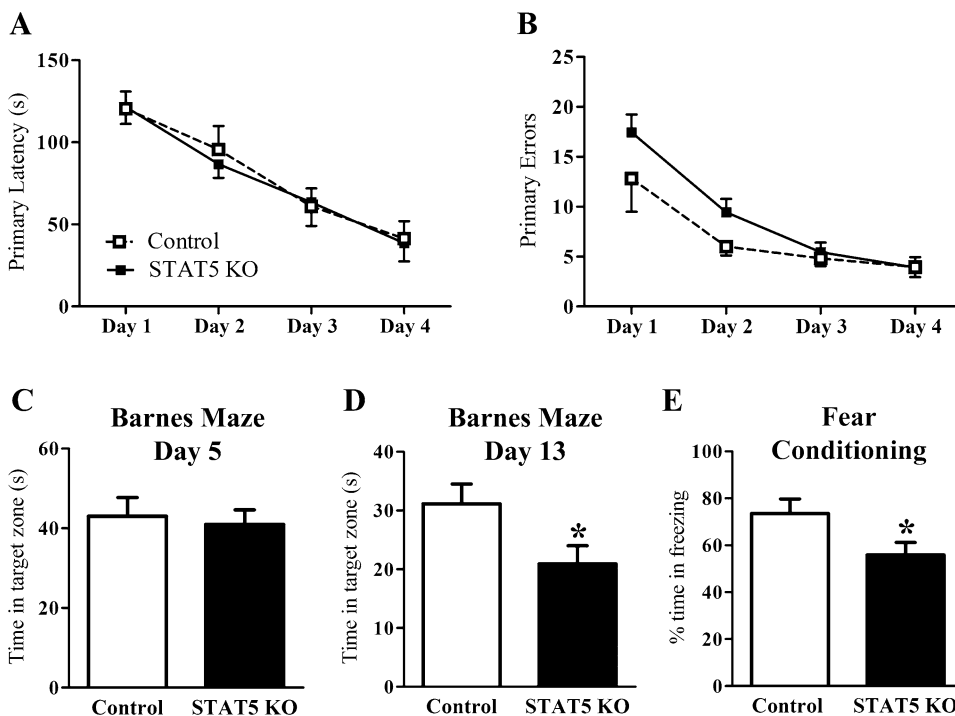 A
Primary Latency (s)
150
100
50
0
Control
STAT5 KO
Day 1 Day 2 Day 3 Day 4
B
Primary Errors
25
20
15
10
5
0
Day 1 Day 2 Day 3 Day 4
C
Barnes Maze
Day 5
Time in target zone (s)
60
40
20
0
Control STAT5 KO
D
Barnes Maze
Day 13
Time in target zone (s)
40
30
20
10
0
*
Control STAT5 KO
E
Fear
Conditioning
% time in freezing
100
80
60
40
20
0
*
Control STAT5 KO